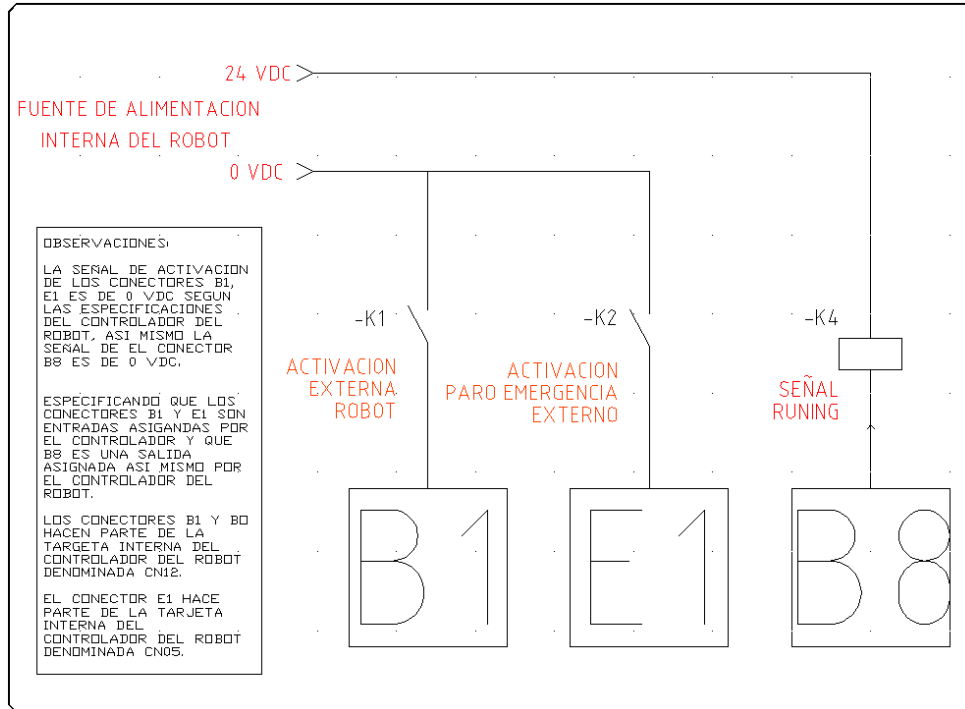 24 VDC
FUENTE DE ALIMENTACION
INTERNA DEL ROBOT
0 VDC
OBSERVACIONES:
LA SEÑAL DE ACTIVACION
DE LOS CONECTORES B1,
E1 ES DE 0 VDC SEGUN
LAS ESPECIFICACIONES
DEL CONTROLADOR DEL
ROBOT, ASI MISMO LA
SEÑAL DE EL CONECTOR
B8 ES DE 0 VDC.
ESPECIFICANDO QUE LOS
CONECTORES B1 Y E1 SON
ENTRADAS ASIGANDAS POR
EL CONTROLADOR Y QUE
B8 ES UNA SALIDA
ASIGNADA ASI MISMO POR
EL CONTROLADOR DEL
ROBOT.
LOS CONECTORES B1 Y BO
HACEN PARTE DE LA
TARGETA INTERNA DEL
CONTROLADOR DEL ROBOT
DENOMINADA CN12.
EL CONECTOR E1 HACE
PARTE DE LA TARJETA
INTERNA DEL
CONTROLADOR DEL ROBOT
DENOMINADA CN05.
-K1
ACTIVACION
EXTERNA
ROBOT
-K2
ACTIVACION
PARO EMERGENCIA
EXTERNO
-K4
SEÑAL
RUNING
B1
E1
B8